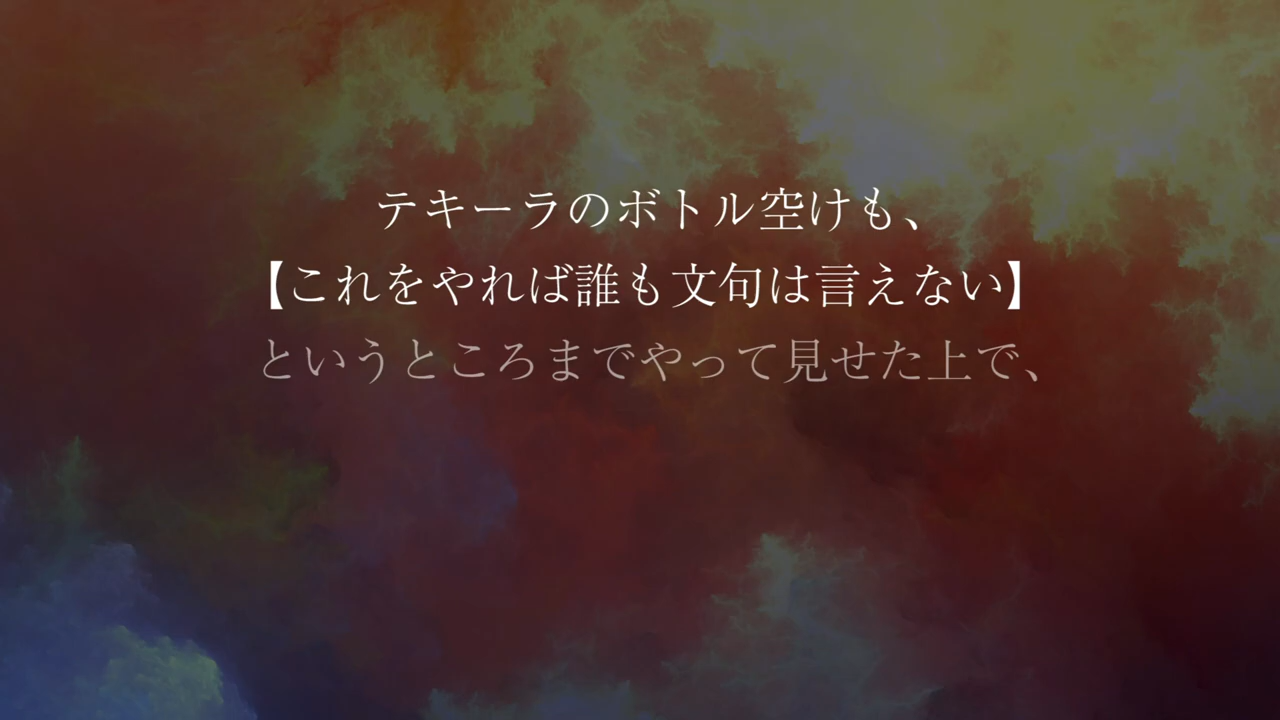 テキーラのボトル空けも、
【これをやれば誰も文句は言えない】
というところまでやって見せた上で、